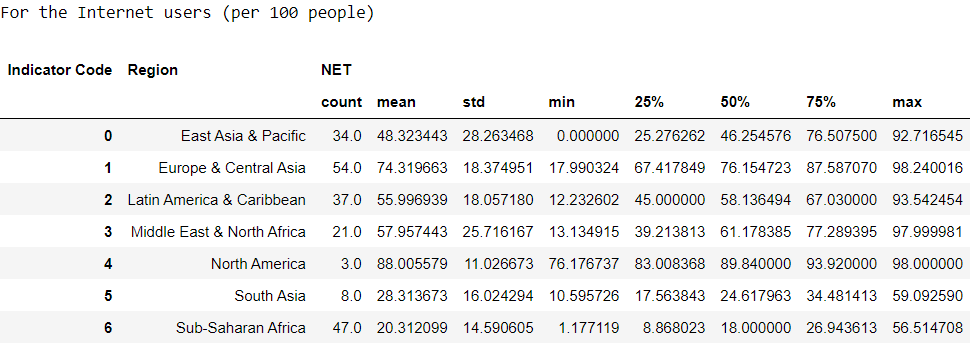 For the Internet users (per 100 people)
Indicator Code Region NET
count mean std min 25% 50% 75% max
0 East Asia & Pacific 34.0 48.323443 28.263468 0.000000 25.276262 46.254576 76.507500 92.716545
1 Europe & Central Asia 54.0 74.319663 18.374951 17.990324 67.417849 76.154723 87.587070 98.240016
2 Latin America & Caribbean 37.0 55.996939 18.057180 12.232602 45.000000 58.136494 67.030000 93.542454
3 Middle East & North Africa 21.0 57.957443 25.716167 13.134915 39.213813 61.178385 77.289395 97.999981
4 North America 3.0 88.005579 11.026673 76.176737 83.008368 89.840000 93.920000 98.000000
5 South Asia 8.0 28.313673 16.024294 10.595726 17.563843 24.617963 34.481413 59.092590
6 Sub-Saharan Africa 47.0 20.312099 14.590605 1.177119 8.868023 18.000000 26.943613 56.514708